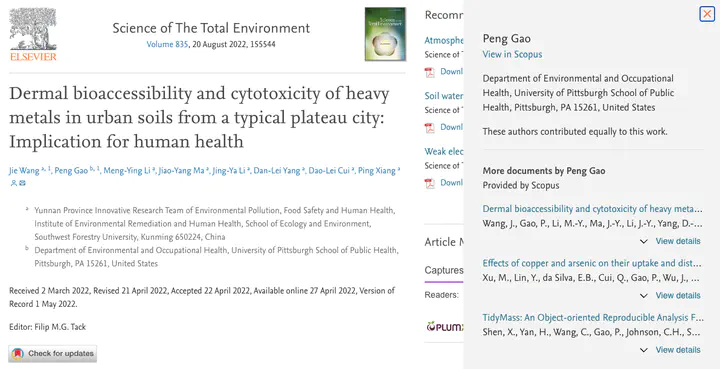 ELSEVIER
Science of The Total Environment
Volume 835, 20 August 2022, 155544
Dermal bioaccessibility and cytotoxicity of heavy
metals in urban soils from a typical plateau city:
Implication for human health
Jie Wang a, 1, Peng Gao b, 1, Meng-Ying Li a, Jiao-Yang Ma a, Jing-Ya Li a, Dan-Lei Yang a, Dao-Lei Cui a, Ping Xiang a
a Yunnan Province Innovative Research Team of Environmental Pollution, Food Safety and Human Health,
Institute of Environmental Remediation and Human Health, School of Ecology and Environment,
Southwest Forestry University, Kunming 650224, China
b Department of Environmental and Occupational Health, University of Pittsburgh School of Public Health,
Pittsburgh, PA 15261, United States
Received 2 March 2022, Revised 21 April 2022, Accepted 22 April 2022, Available online 27 April 2022, Version of
Record 1 May 2022.
Editor: Filip M.G. Tack
Check for updates
Recomm
Atmosphe
Science of T
Downl
Soil water
Science of T
Downl
Weak elec
Science of T
Downl
Article M
Captures
Readers:
PLUMX
Peng Gao
View in Scopus
Department of Environmental and Occupational
Health, University of Pittsburgh School of Public
Health, Pittsburgh, PA 15261, United States
These authors contributed equally to this work.
More documents by Peng Gao
Provided by Scopus
Dermal bioaccessibility and cytotoxicity of heavy meta...
Wang, J., Gao, P., Li, M.-Y., Ma, J.-Y., Li, J.-Y., Yang, D.-...
View details
Effects of copper and arsenic on their uptake and dist...
Xu, M., Lin, Y., da Silva, E.B., Cui, Q., Gao, P., Wu, J., ...
View details
TidyMass: An Object-oriented Reproducible Analysis F...
Shen, X., Yan, H., Wang, C., Gao, P., Johnson, C.H., S...
View details